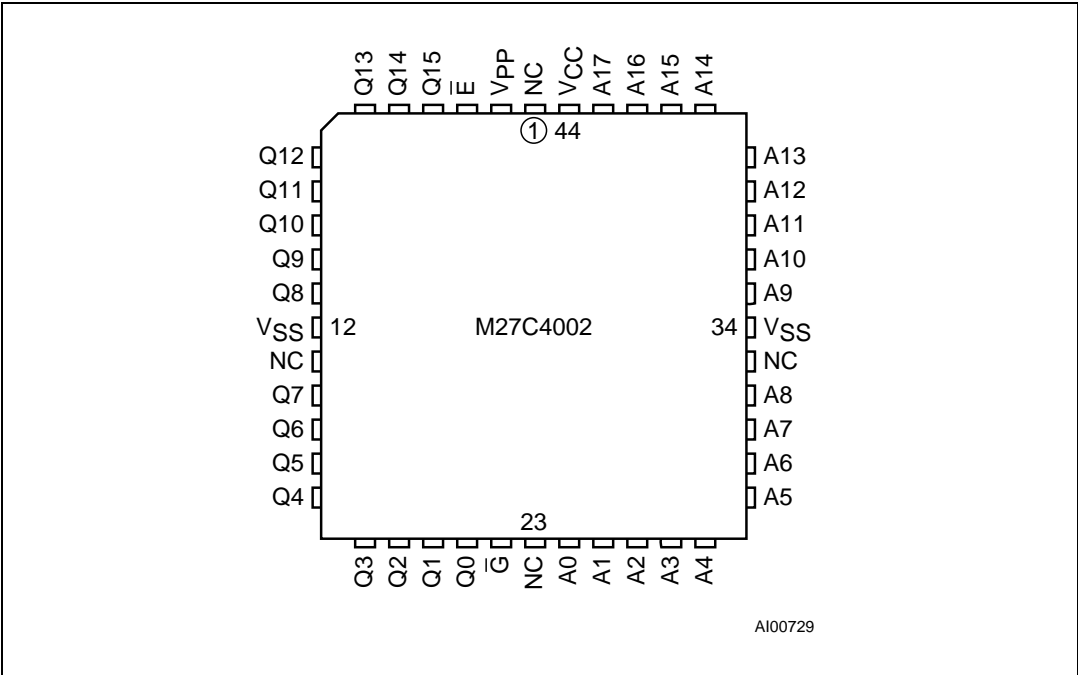 Q13 Q14 Q15 E̅ VPP NC VCC A17 A16 A15 A14
1 44
Q12 A13
Q11 A12
Q10 A11
Q9 A10
Q8 A9
VSS 12 M27C4002 34 VSS
NC NC
Q7 A8
Q6 A7
Q5 A6
Q4 A5
23
Q3 Q2 Q1 Q0 G̅ NC A0 A1 A2 A3 A4
AI00729